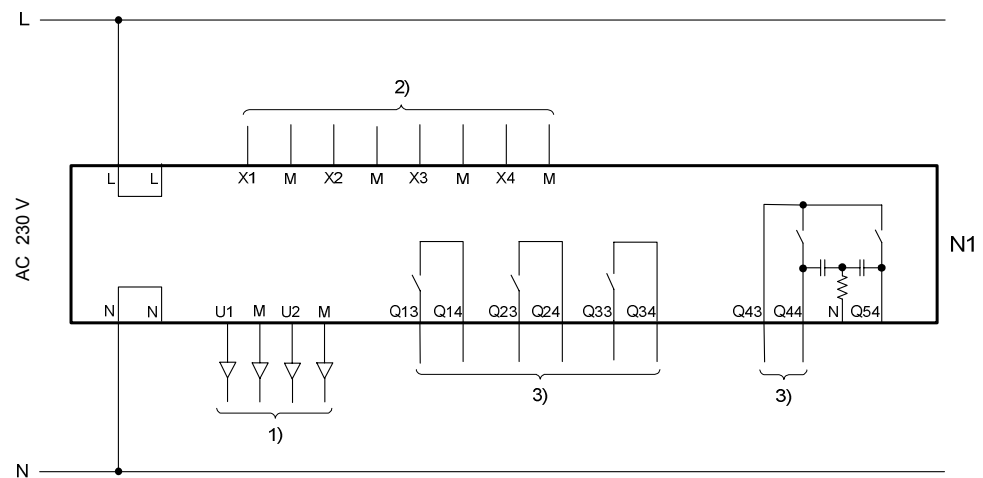 L
2)
L L X1 M X2 M X3 M X4 M
AC 230 V
N1
N N U1 M U2 M Q13 Q14 Q23 Q24 Q33 Q34 Q43 Q44 N Q54
1)
3)
3)
N